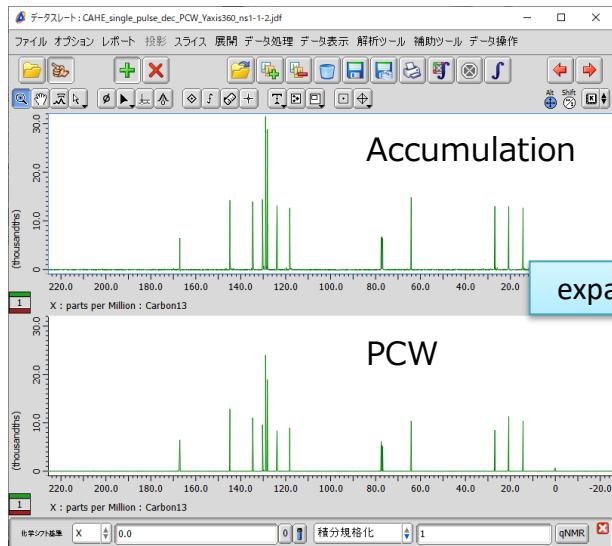 データスレート : CAHE_single_pulse_dec_PCW_Yaxis360_ns1-1-2.jdf
ファイル オプション レポート 投影 スライス 展開 データ処理 データ表示 解析ツール 補助ツール データ操作
Alt Shift
Accumulation
30.0
20.0
10.0
0
(thousandths)
220.0 200.0 180.0 160.0 140.0 120.0 100.0 80.0 60.0 40.0 20.0
expa
1
X : parts per Million : Carbon13
PCW
30.0
20.0
10.0
0
(thousandths)
220.0 200.0 180.0 160.0 140.0 120.0 100.0 80.0 60.0 40.0 20.0 0 -20.0
1
X : parts per Million : Carbon13
化学シフト基準 X 0.0 0 積分規格化 1 qNMR